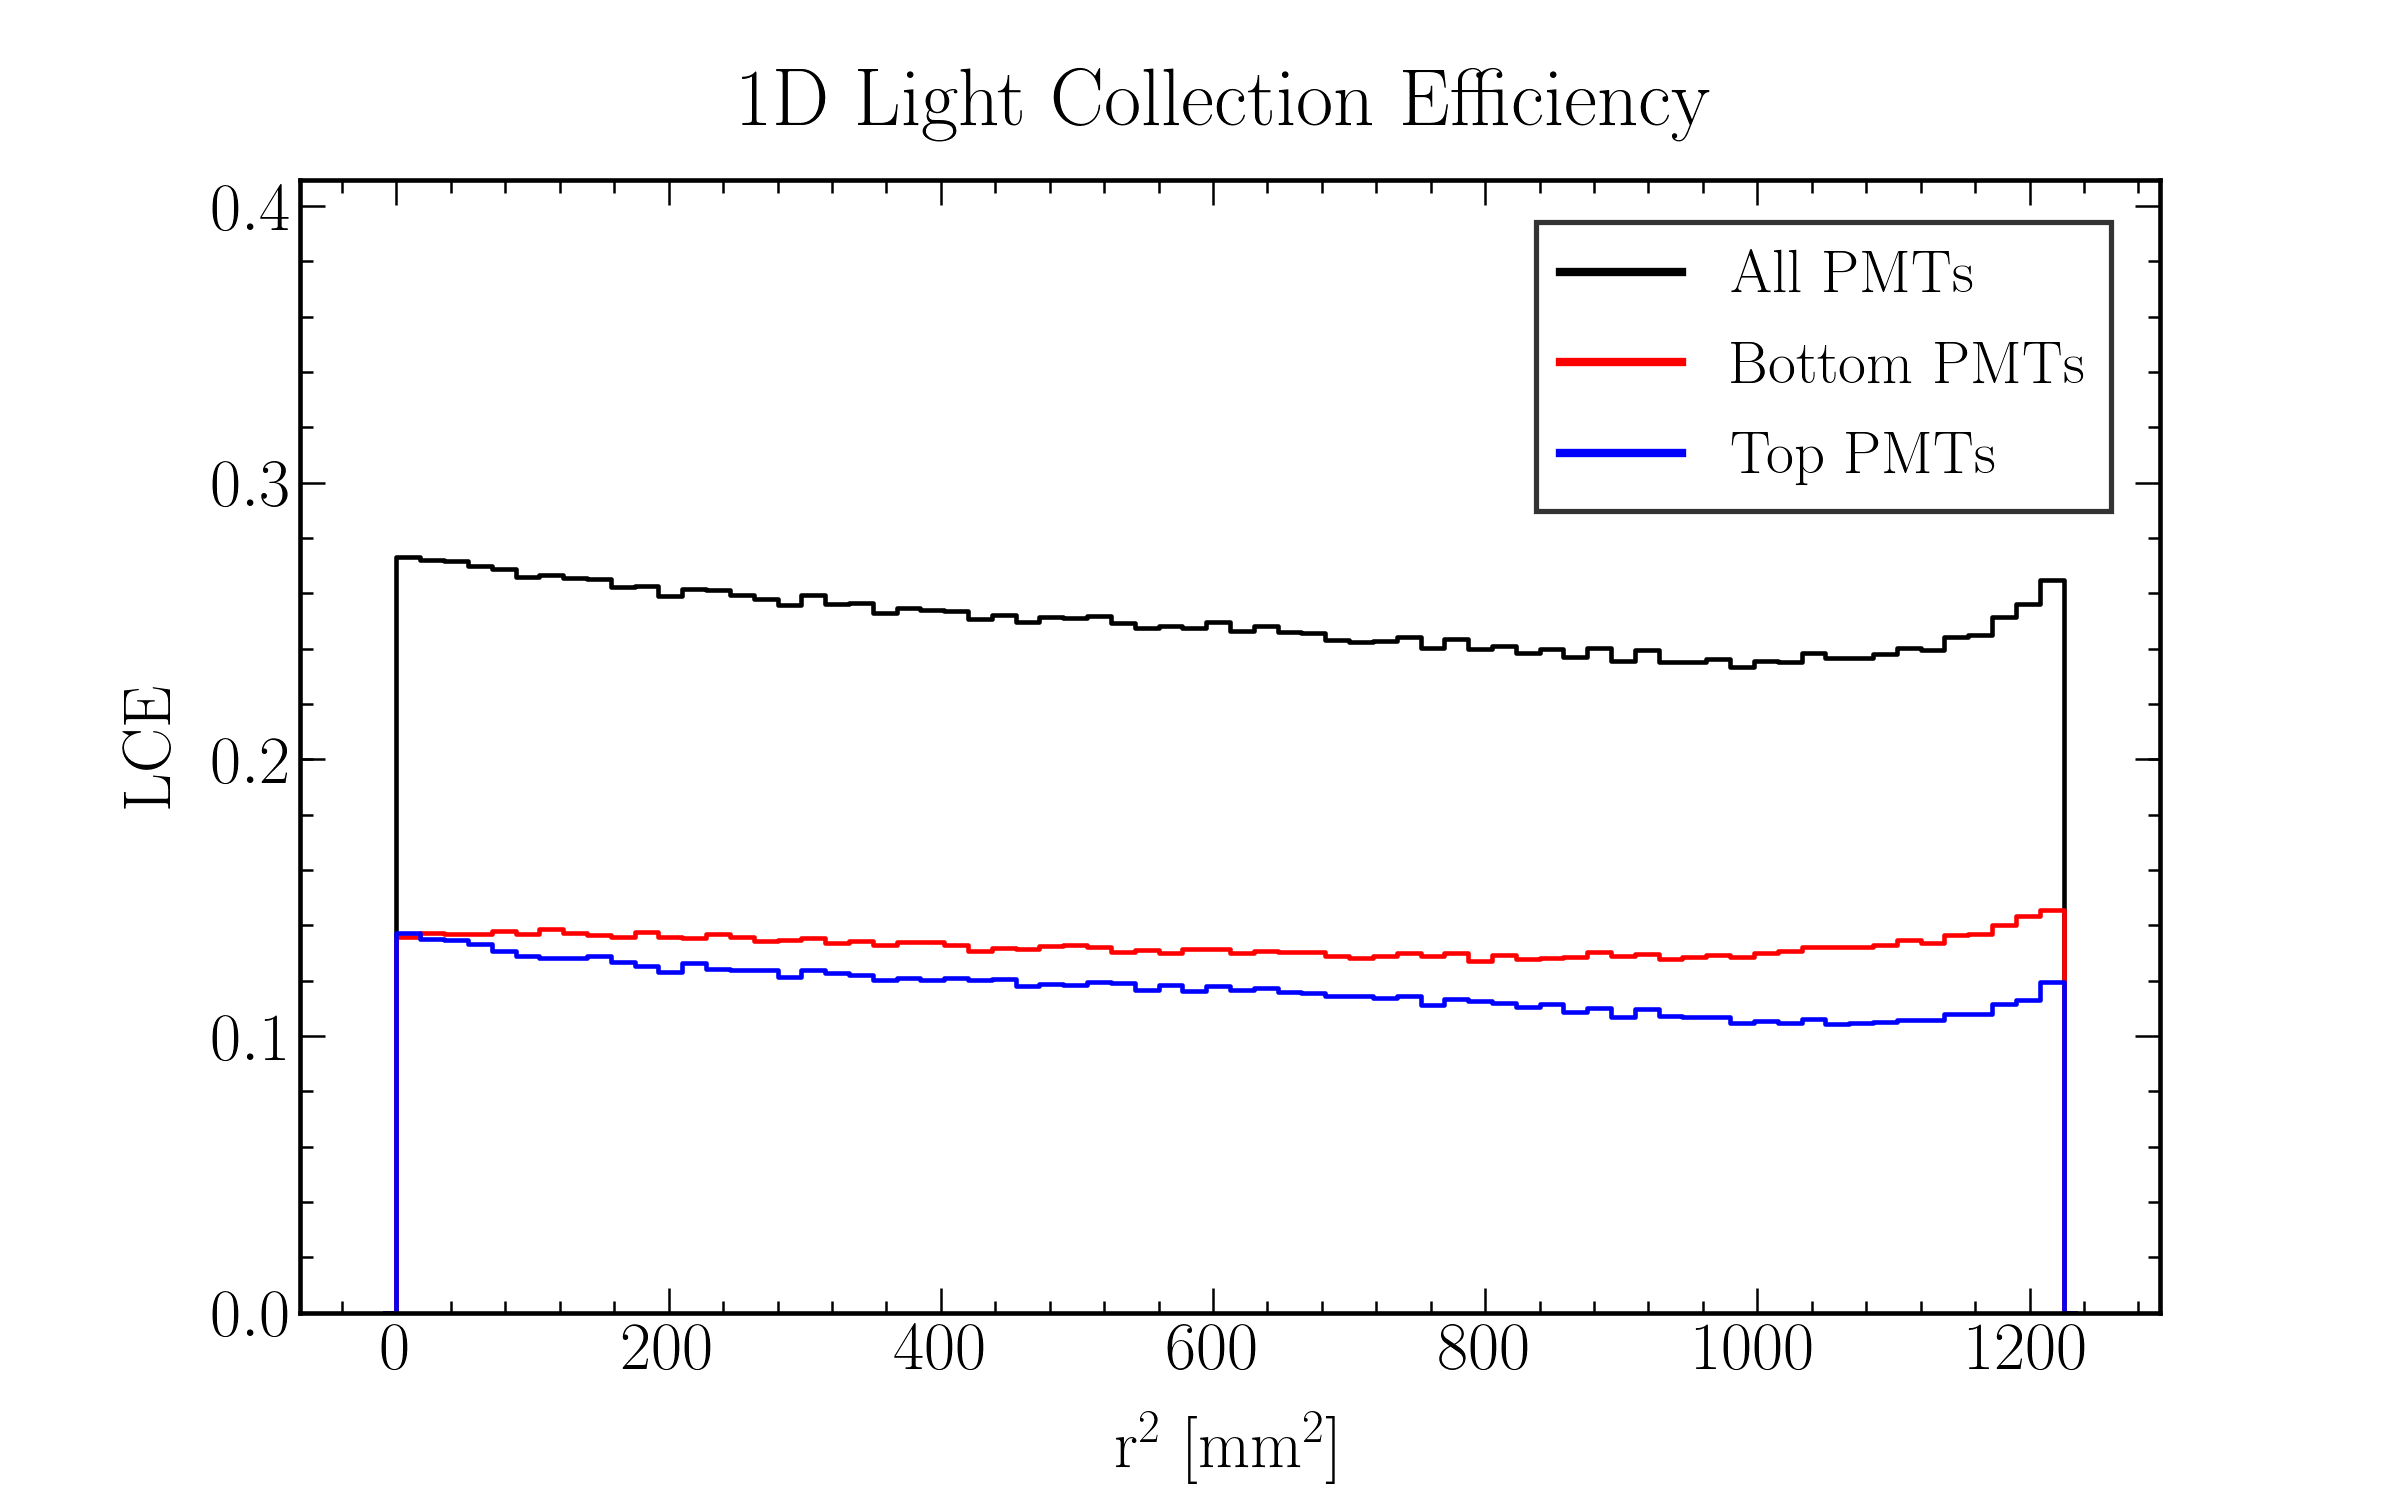 1D Light Collection Efficiency
0.4
0.3
0.2
0.1
0.0
LCE
All PMTs
Bottom PMTs
Top PMTs
0 200 400 600 800 1000 1200
r² [mm²]